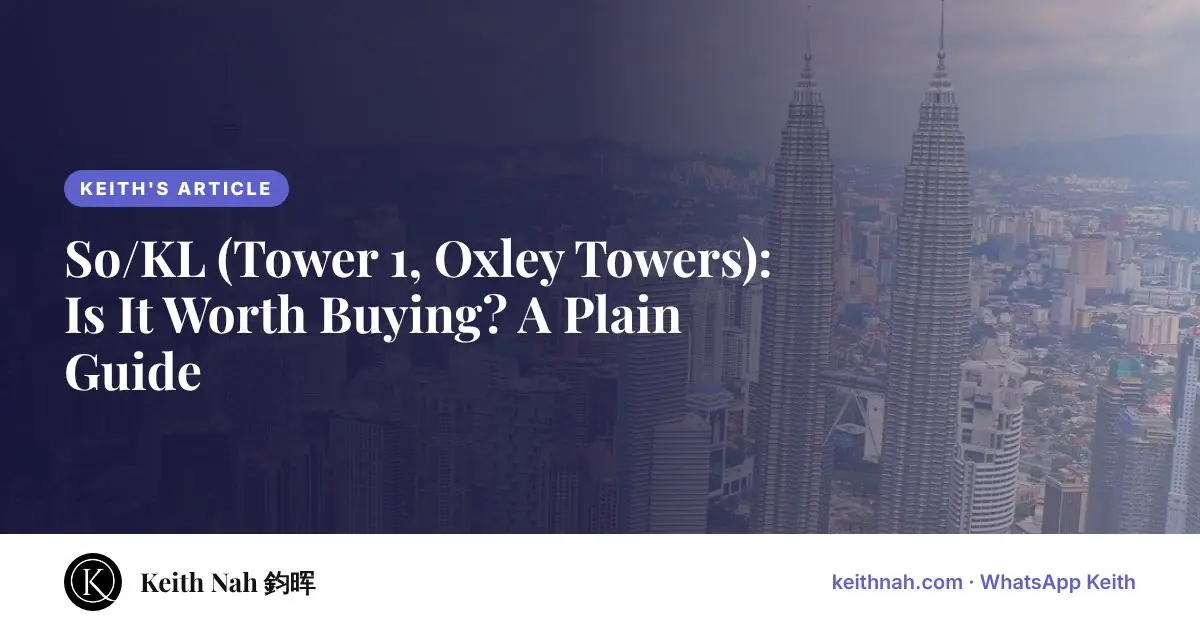 KEITH'S ARTICLE
So/KL (Tower 1, Oxley Towers):
Is It Worth Buying? A Plain
Guide
K
Keith Nah 鈞晖
keithnah.com · WhatsApp Keith